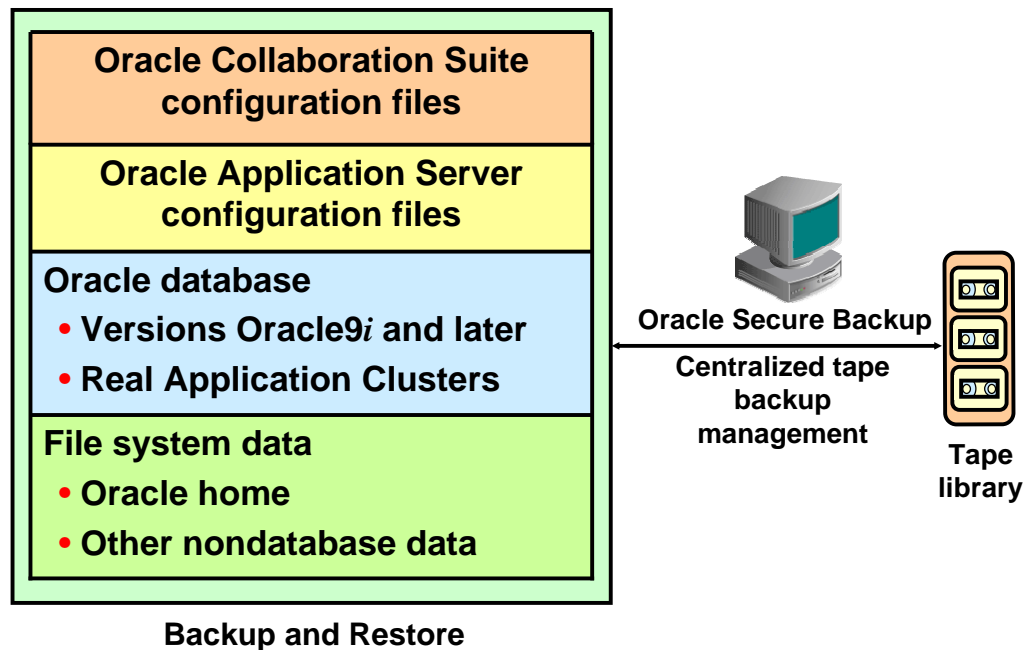 Oracle Collaboration Suite
configuration files
Oracle Application Server
configuration files
Oracle database
• Versions Oracle9i and later
• Real Application Clusters
File system data
• Oracle home
• Other nondatabase data
Backup and Restore
Oracle Secure Backup
Centralized tape
backup
management
Tape
library